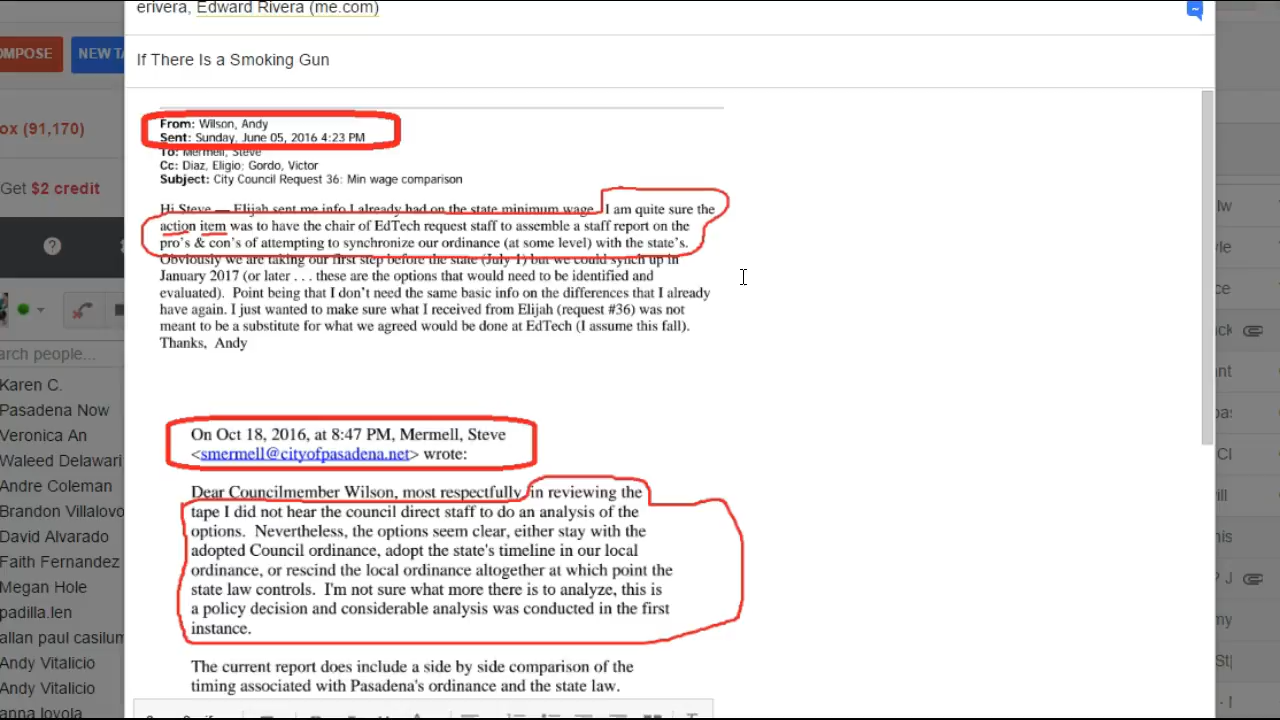 erivera, Edward Rivera (me.com)
OMPOSE
NEW TA
If There Is a Smoking Gun
ox (91,170)
Get $2 credit
From: Wilson, Andy
Sent: Sunday, June 05, 2016 4:23 PM
To: Mermell, Steve
Cc: Diaz, Eligio; Gordo, Victor
Subject: City Council Request 36: Min wage comparison
Hi Steve — Elijah sent me info I already had on the state minimum wage. I am quite sure the
action item was to have the chair of EdTech request staff to assemble a staff report on the
pro's & con's of attempting to synchronize our ordinance (at some level) with the state's.
Obviously we are taking our first step before the state (July 1) but we could synch up in
January 2017 (or later . . . these are the options that would need to be identified and
evaluated). Point being that I don't need the same basic info on the differences that I already
have again. I just wanted to make sure what I received from Elijah (request #36) was not
meant to be a substitute for what we agreed would be done at EdTech (I assume this fall).
Thanks, Andy
On Oct 18, 2016, at 8:47 PM, Mermell, Steve
<smermell@cityofpasadena.net> wrote:
Dear Councilmember Wilson, most respectfully in reviewing the
tape I did not hear the council direct staff to do an analysis of the
options. Nevertheless, the options seem clear, either stay with the
adopted Council ordinance, adopt the state's timeline in our local
ordinance, or rescind the local ordinance altogether at which point the
state law controls. I'm not sure what more there is to analyze, this is
a policy decision and considerable analysis was conducted in the first
instance.
The current report does include a side by side comparison of the
timing associated with Pasadena's ordinance and the state law.
arch people...
Karen C.
Pasadena Now
Veronica An
Waleed Delawari
Andre Coleman
Brandon Villalovo
David Alvarado
Faith Fernandez
Megan Hole
padilla.len
allan paul casilum
Andy Vitalicio
Andy Vitalicio
anna loyola